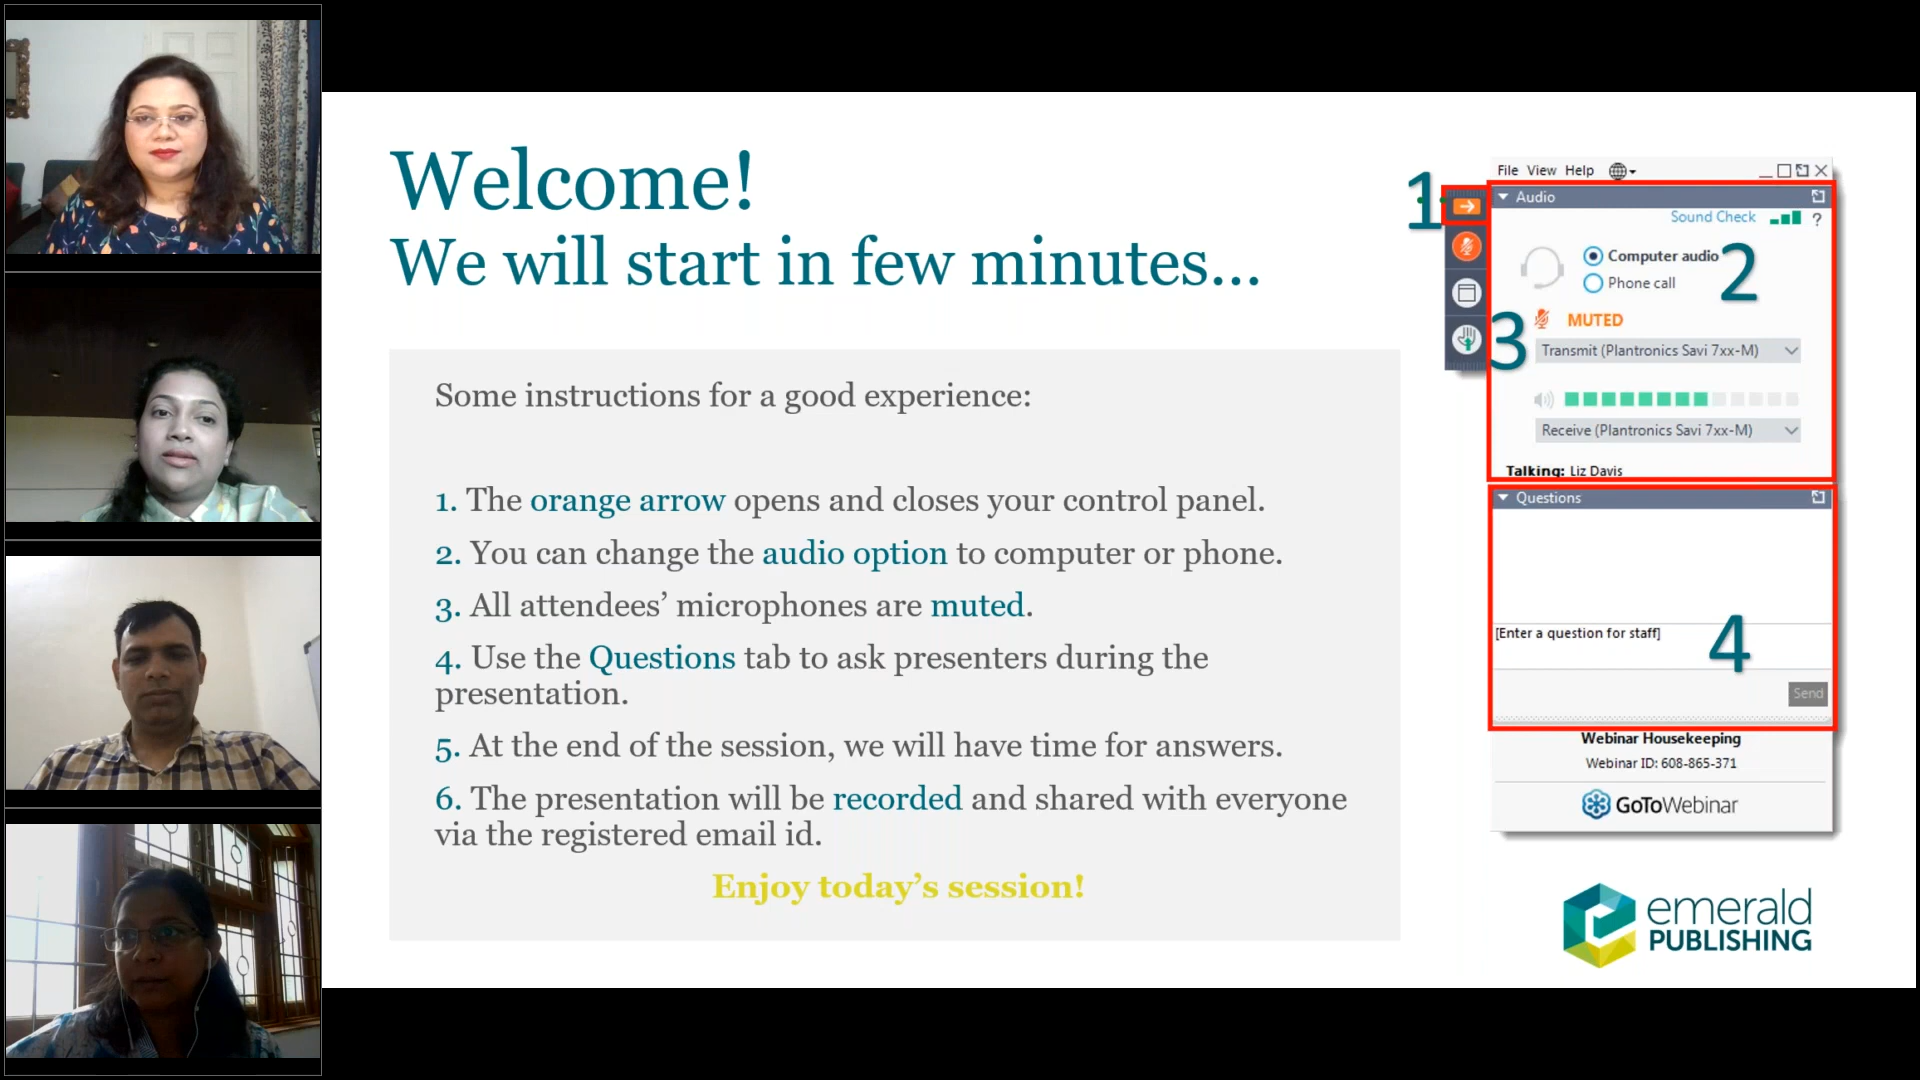 Welcome!
We will start in few minutes...
Some instructions for a good experience:
1. The orange arrow opens and closes your control panel.
2. You can change the audio option to computer or phone.
3. All attendees’ microphones are muted.
4. Use the Questions tab to ask presenters during the
presentation.
5. At the end of the session, we will have time for answers.
6. The presentation will be recorded and shared with everyone
via the registered email id.
Enjoy today’s session!
File View Help
1
Audio
Sound Check
?
Computer audio
2
Phone call
MUTED
3
Transmit (Plantronics Savi 7xx-M)
Receive (Plantronics Savi 7xx-M)
Talking: Liz Davis
Questions
[Enter a question for staff]
4
Send
Webinar Housekeeping
Webinar ID: 608-865-371
GoToWebinar
emerald
PUBLISHING